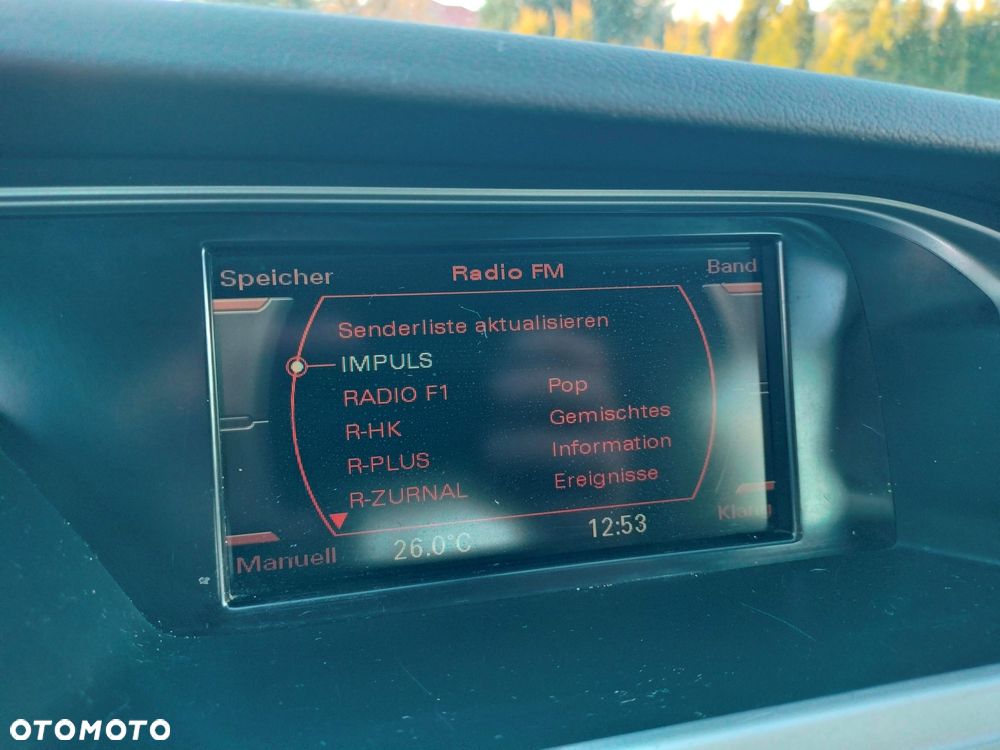 Speicher Radio FM Band
Senderliste aktualisieren
IMPULS
RADIO F1 Pop
R-HK Gemischtes
R-PLUS Information
R-ZURNAL Ereignisse
Klang
Manuell 26.0°C 12:53
OTOMOTO